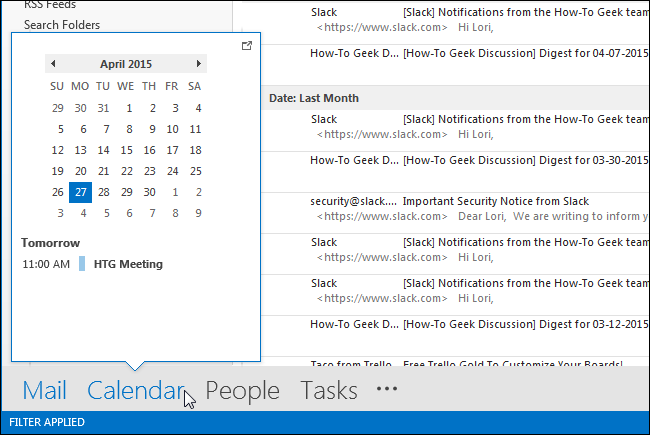 RSS Feeds
Search Folders
April 2015
SU MO TU WE TH FR SA
29 30 31 1 2 3 4
5 6 7 8 9 10 11
12 13 14 15 16 17 18
19 20 21 22 23 24 25
26 27 28 29 30 1 2
3 4 5 6 7 8 9
Tomorrow
11:00 AM HTG Meeting
Slack [Slack] Notifications from the How-To Geek team
<https://www.slack.com> Hi Lori,
How-To Geek D... [How-To Geek Discussion] Digest for 04-07-2015
Date: Last Month
Slack [Slack] Notifications from the How-To Geek team
<https://www.slack.com> Hi Lori,
How-To Geek D... [How-To Geek Discussion] Digest for 03-30-2015
security@slack.... Important Security Notice from Slack
<https://www.slack.com> Dear Lori, We are writing to inform y
Slack [Slack] Notifications from the How-To Geek team
<https://www.slack.com> Hi Lori,
Slack [Slack] Notifications from the How-To Geek team
<https://www.slack.com> Hi Lori,
How-To Geek D... [How-To Geek Discussion] Digest for 03-12-2015
Taco from Trello Free Trello Gold To Customize Your Boards!
Mail Calendar People Tasks •••
FILTER APPLIED